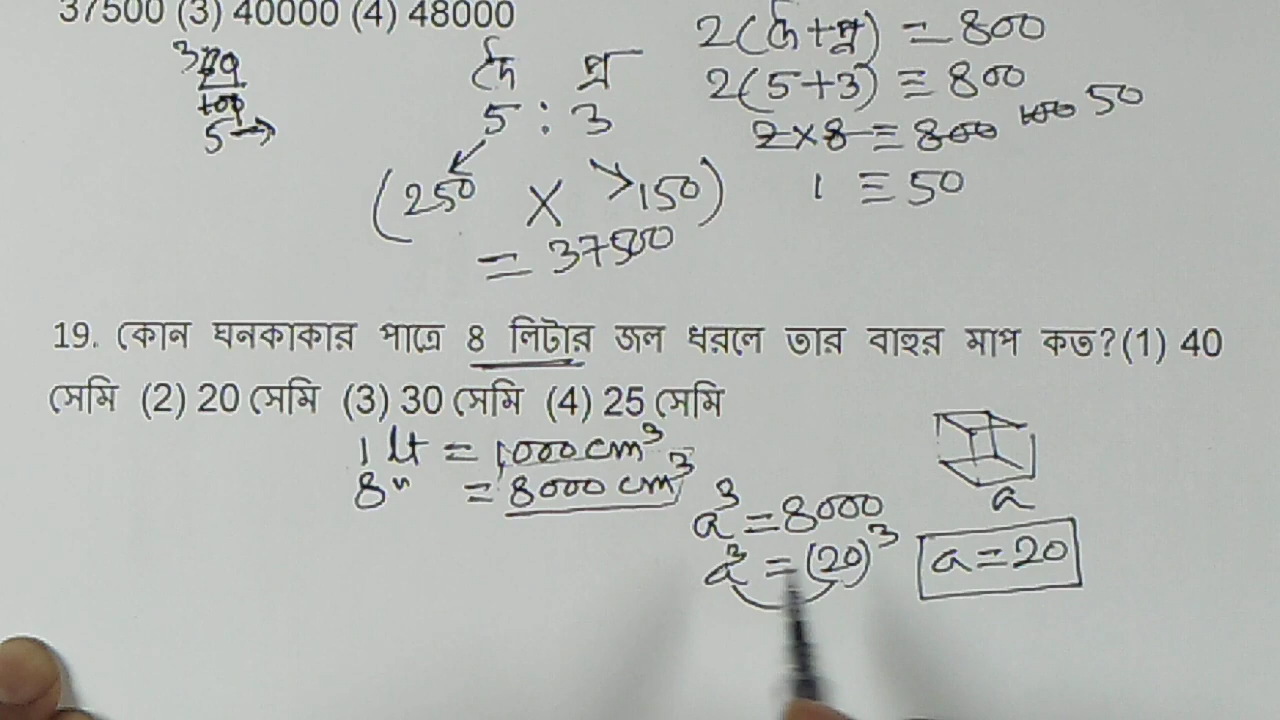 37500 (3) 40000 (4) 48000
দৈ প্র
5 : 3
5 →
(250 × 150)
= 37500
2(দৈ+প্র) = 800
2(5+3) = 800
2×8 = 800 100 50
1 = 50
19. কোন ঘনকাকার পাত্রে 8 লিটার জল ধরলে তার বাহুর মাপ কত?(1) 40
সেমি (2) 20 সেমি (3) 30 সেমি (4) 25 সেমি
1 lt = 1000 cm³
8 " = 8000 cm³
a³ = 8000
a³ = (20)³
a
a = 20